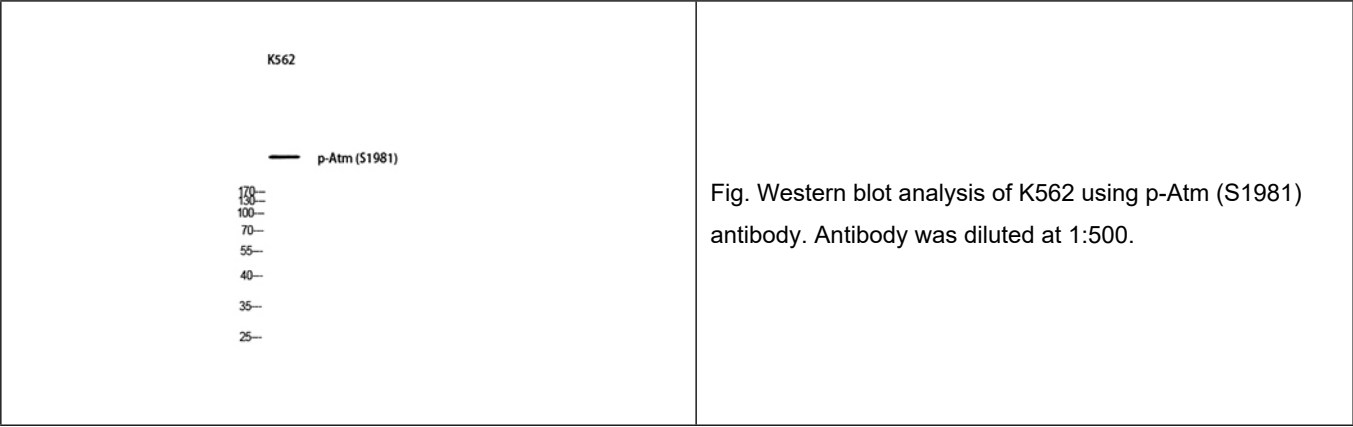 K562
p-Atm (S1981)
170—
130—
100—
70—
55—
40—
35—
25—
Fig. Western blot analysis of K562 using p-Atm (S1981)
antibody. Antibody was diluted at 1:500.